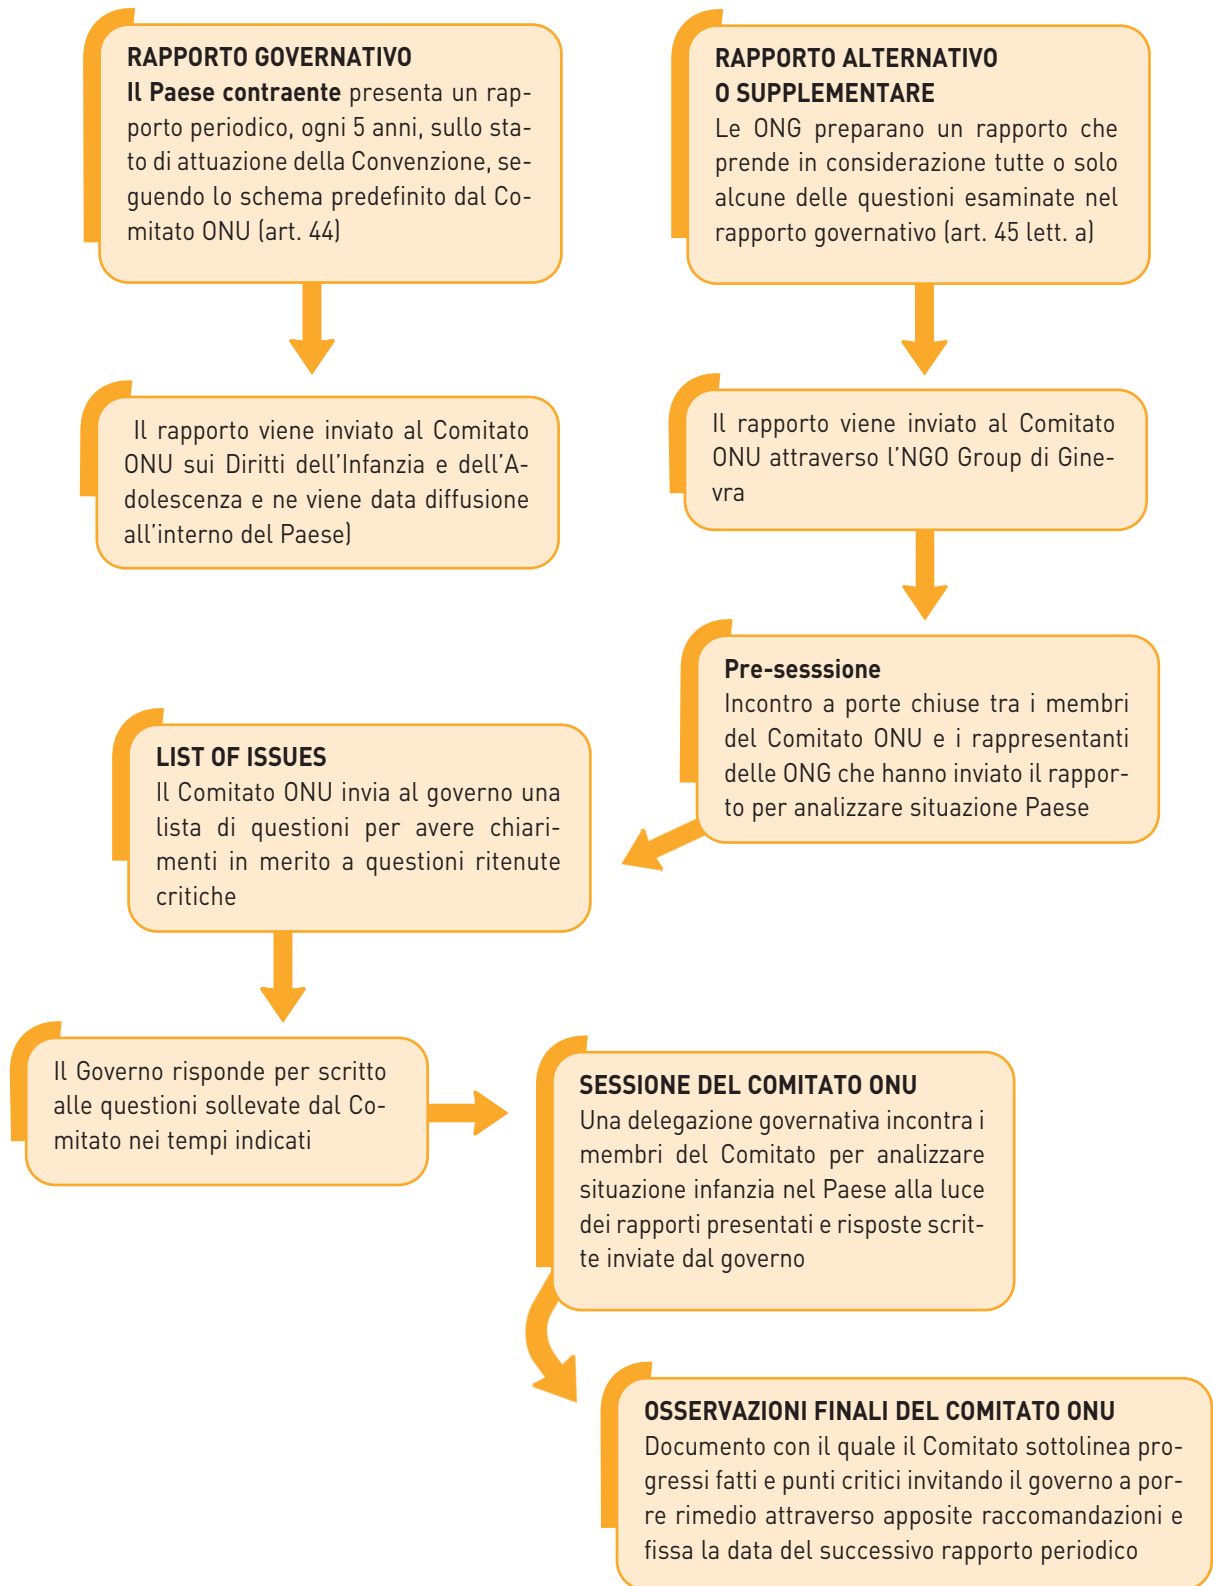 RAPPORTO GOVERNATIVO
Il Paese contraente presenta un rap-
porto periodico, ogni 5 anni, sullo sta-
to di attuazione della Convenzione, se-
guendo lo schema predefinito dal Co-
mitato ONU (art. 44)
RAPPORTO ALTERNATIVO
O SUPPLEMENTARE
Le ONG preparano un rapporto che
prende in considerazione tutte o solo
alcune delle questioni esaminate nel
rapporto governativo (art. 45 lett. a)
Il rapporto viene inviato al Comitato
ONU sui Diritti dell'Infanzia e dell'A-
dolescenza e ne viene data diffusione
all'interno del Paese)
Il rapporto viene inviato al Comitato
ONU attraverso l'NGO Group di Gine-
vra
Pre-sesssione
Incontro a porte chiuse tra i membri
del Comitato ONU e i rappresentanti
delle ONG che hanno inviato il rappor-
to per analizzare situazione Paese
LIST OF ISSUES
Il Comitato ONU invia al governo una
lista di questioni per avere chiari-
menti in merito a questioni ritenute
critiche
Il Governo risponde per scritto
alle questioni sollevate dal Co-
mitato nei tempi indicati
SESSIONE DEL COMITATO ONU
Una delegazione governativa incontra i
membri del Comitato per analizzare
situazione infanzia nel Paese alla luce
dei rapporti presentati e risposte scrit-
te inviate dal governo
OSSERVAZIONI FINALI DEL COMITATO ONU
Documento con il quale il Comitato sottolinea pro-
gressi fatti e punti critici invitando il governo a por-
re rimedio attraverso apposite raccomandazioni e
fissa la data del successivo rapporto periodico